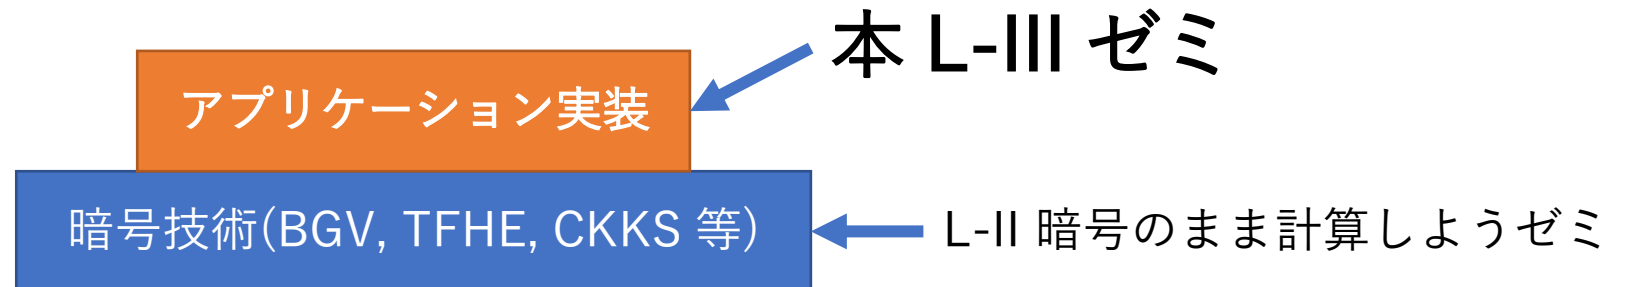 本 L-III ゼミ
アプリケーション実装
暗号技術(BGV, TFHE, CKKS 等)
L-II 暗号のまま計算しようゼミ